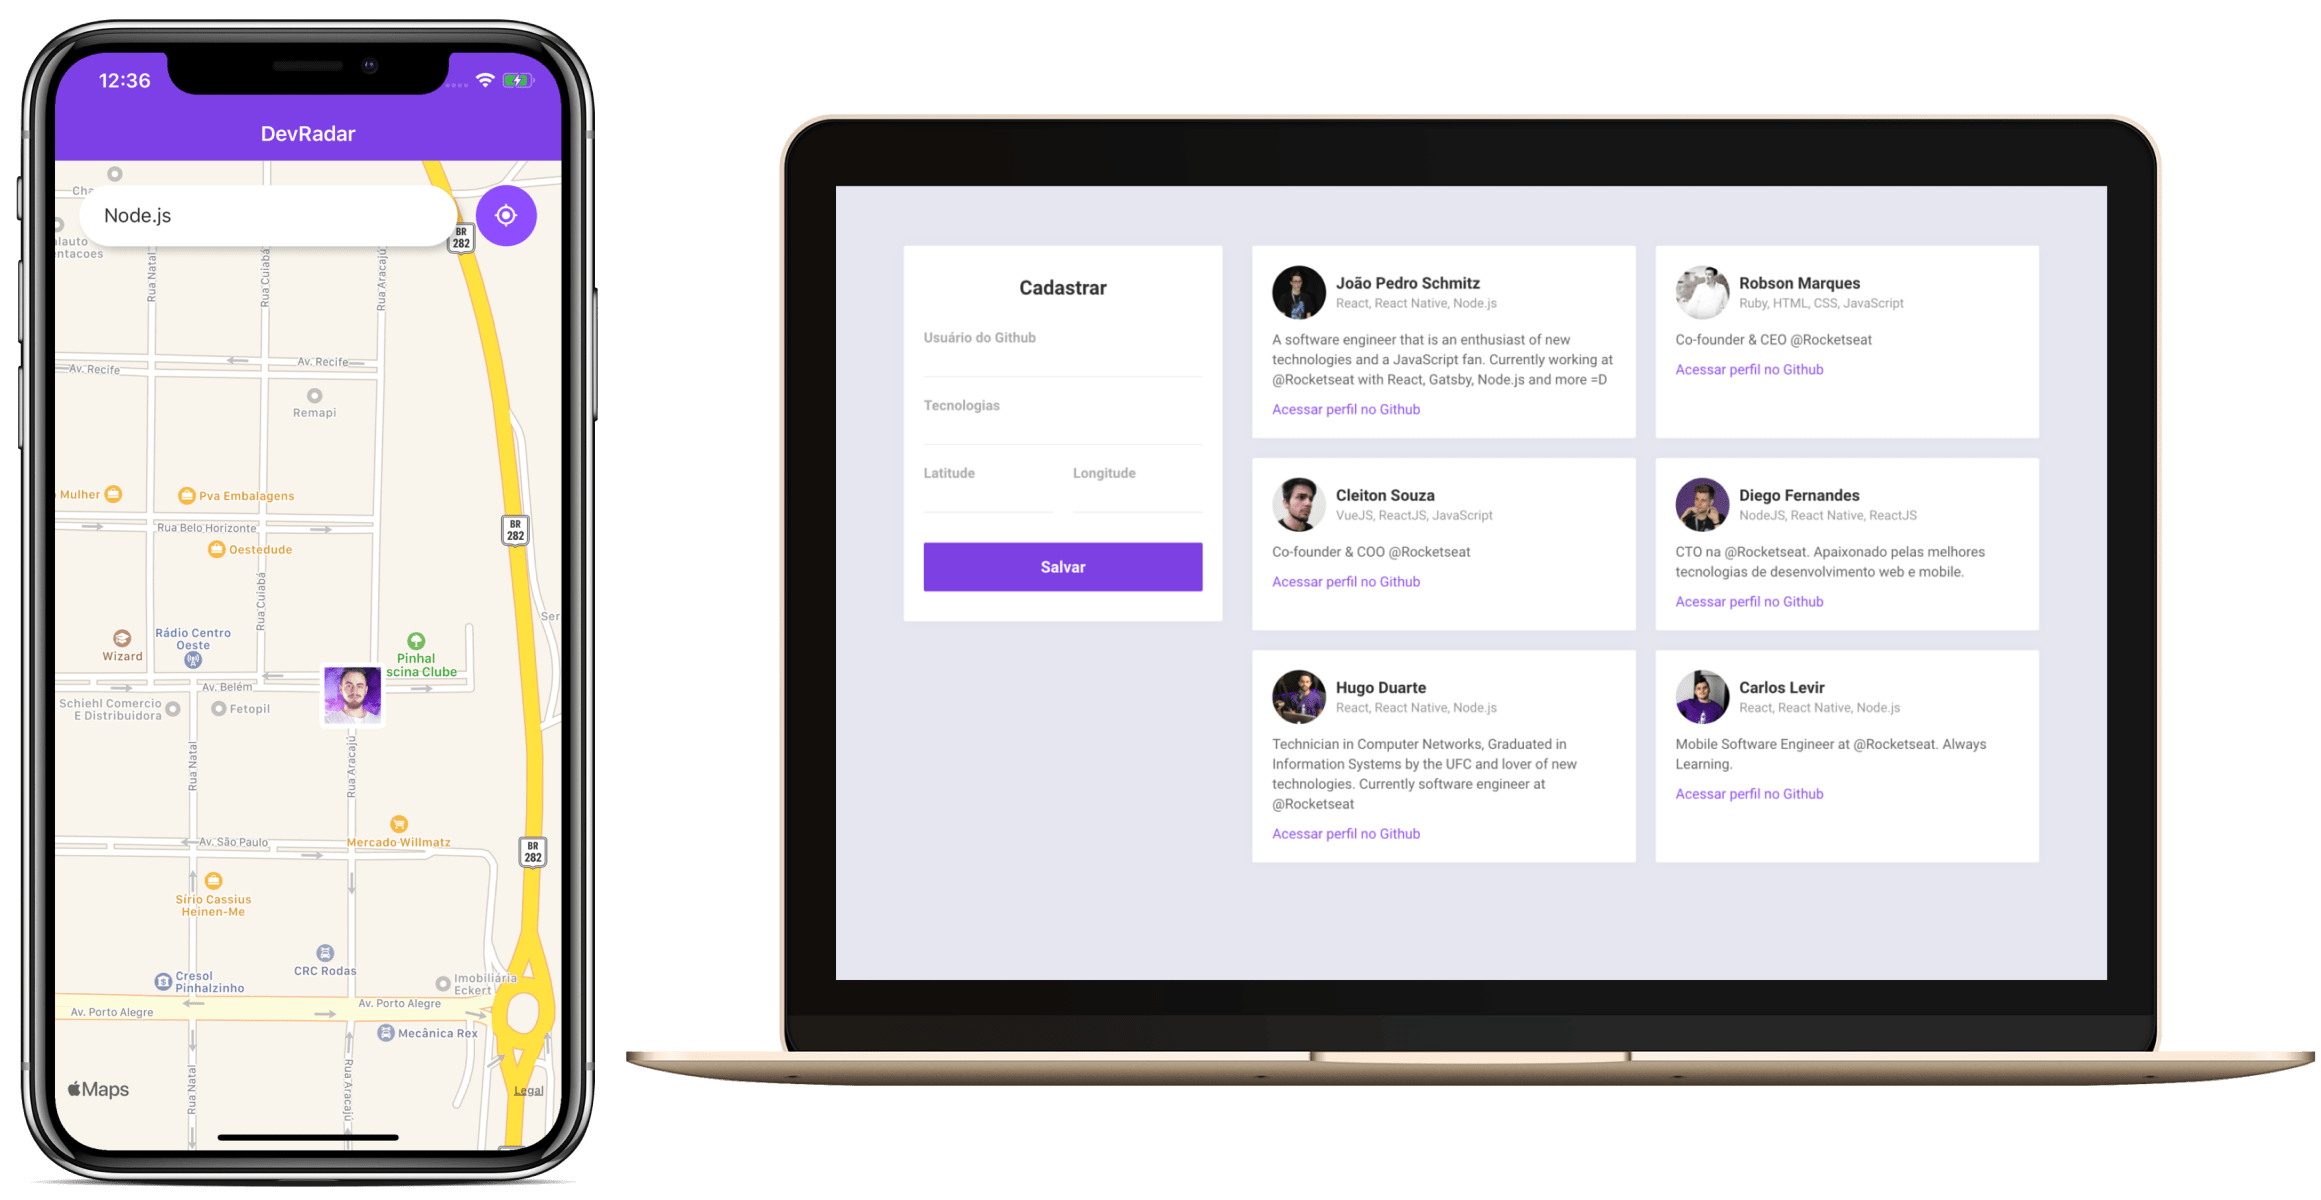 12:36
DevRadar
Cha
Node.js
BR
282
lauto
entacoes
Rua Natal
Rua Cuiabá
Rua Aracajú
Av. Recife
Av. Recife
Remapi
Mulher
Pva Embalagens
Rua Belo Horizonte
BR
282
Oestedude
Rua Cuiabá
Ser
Rádio Centro
Oeste
Wizard
Pinhal
scina Clube
Av. Belém
Schiehl Comercio
E Distribuidora
Fetopil
Rua Natal
Rua Aracajú
Mercado Willmatz
Av. São Paulo
BR
282
Sírio Cassius
Heinen-Me
CRC Rodas
Cresol
Pinhalzinho
Imobiliária
Eckert
Av. Porto Alegre
Av. Porto Alegre
Mecânica Rex
Rua Natal
Rua Aracajú
Maps
Legal
Cadastrar
Usuário do Github
Tecnologias
Latitude
Longitude
Salvar
João Pedro Schmitz
React, React Native, Node.js
A software engineer that is an enthusiast of new
technologies and a JavaScript fan. Currently working at
@Rocketseat with React, Gatsby, Node.js and more =D
Acessar perfil no Github
Robson Marques
Ruby, HTML, CSS, JavaScript
Co-founder & CEO @Rocketseat
Acessar perfil no Github
Cleiton Souza
VueJS, ReactJS, JavaScript
Co-founder & COO @Rocketseat
Acessar perfil no Github
Diego Fernandes
NodeJS, React Native, ReactJS
CTO na @Rocketseat. Apaixonado pelas melhores
tecnologias de desenvolvimento web e mobile.
Acessar perfil no Github
Hugo Duarte
React, React Native, Node.js
Technician in Computer Networks, Graduated in
Information Systems by the UFC and lover of new
technologies. Currently software engineer at
@Rocketseat
Acessar perfil no Github
Carlos Levir
React, React Native, Node.js
Mobile Software Engineer at @Rocketseat. Always
Learning.
Acessar perfil no Github